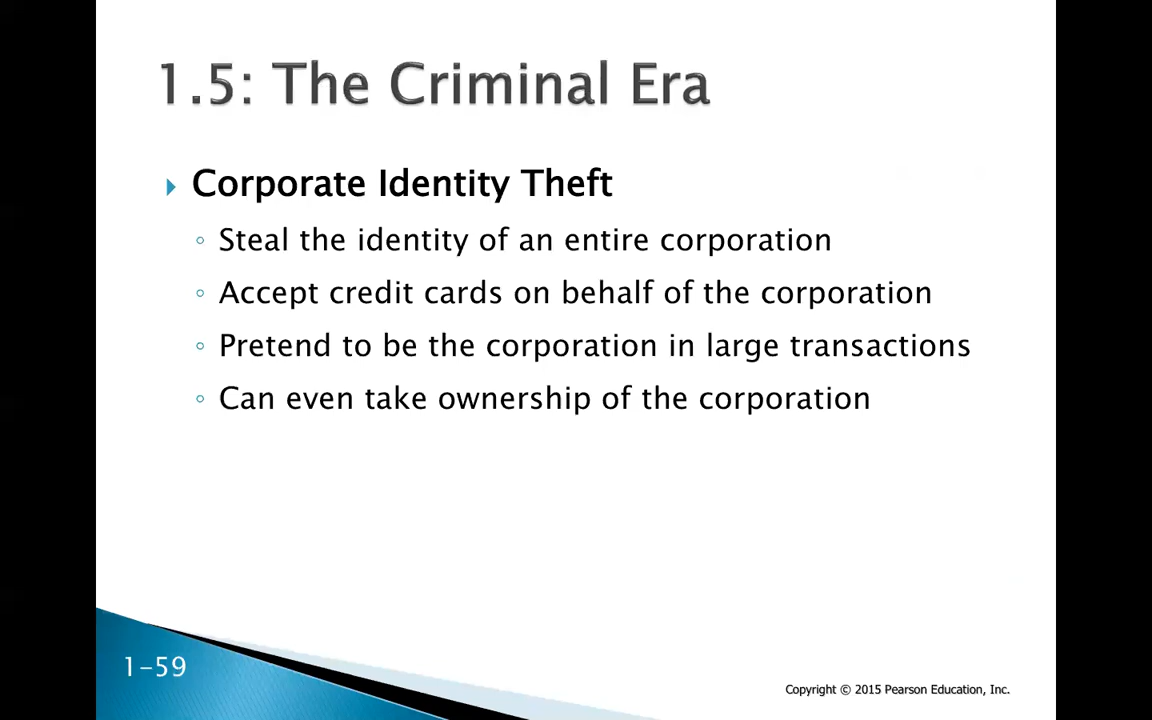 1.5: The Criminal Era
Corporate Identity Theft
Steal the identity of an entire corporation
Accept credit cards on behalf of the corporation
Pretend to be the corporation in large transactions
Can even take ownership of the corporation
1-59
Copyright © 2015 Pearson Education, Inc.